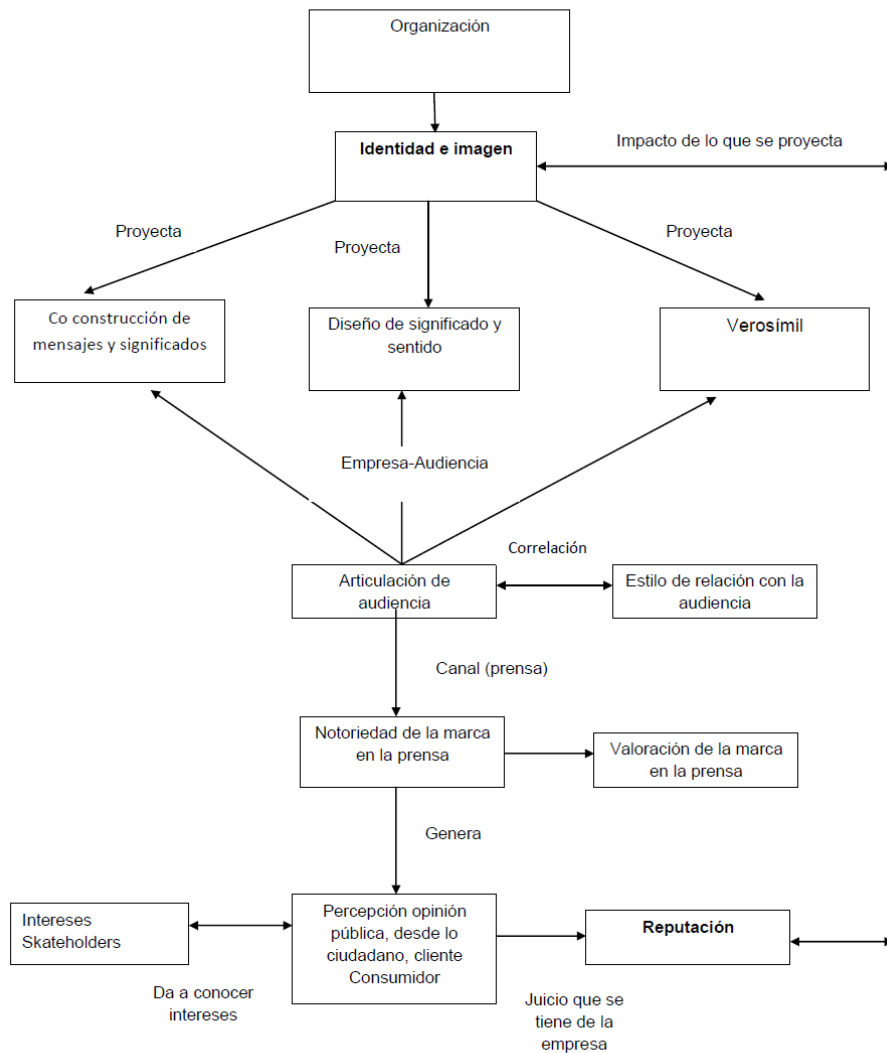 Organización
Identidad e imagen
Impacto de lo que se proyecta
Proyecta
Proyecta
Proyecta
Co construcción de
mensajes y significados
Diseño de significado y
sentido
Verosímil
Empresa-Audiencia
Correlación
Articulación de
audiencia
Estilo de relación con la
audiencia
Canal (prensa)
Notoriedad de la marca
en la prensa
Valoración de la marca
en la prensa
Genera
Intereses
Skateholders
Percepción opinión
pública, desde lo
ciudadano, cliente
Consumidor
Reputación
Da a conocer
intereses
Juicio que se
tiene de la
empresa